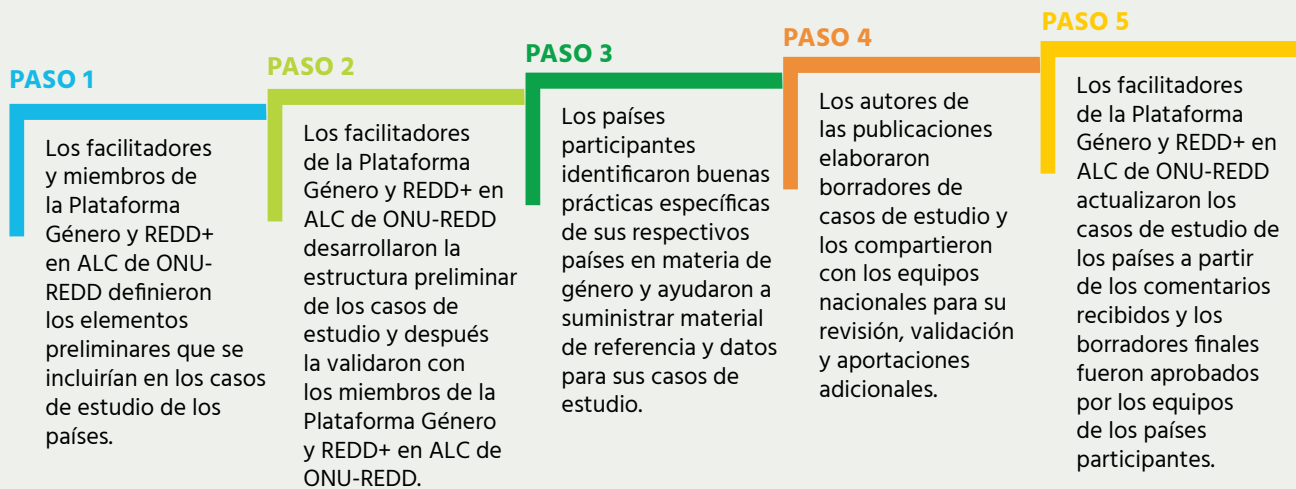 PASO 1
Los facilitadores
y miembros de
la Plataforma
Género y REDD+
en ALC de ONU-
REDD definieron
los elementos
preliminares que se
incluirían en los casos
de estudio de los
países.
PASO 2
Los facilitadores
de la Plataforma
Género y REDD+ en
ALC de ONU-REDD
desarrollaron la
estructura preliminar
de los casos de
estudio y después
la validaron con
los miembros de la
Plataforma Género
y REDD+ en ALC de
ONU-REDD.
PASO 3
Los países
participantes
identificaron buenas
prácticas específicas
de sus respectivos
países en materia de
género y ayudaron a
suministrar material
de referencia y datos
para sus casos de
estudio.
PASO 4
Los autores de
las publicaciones
elaboraron
borradores de
casos de estudio y
los compartieron
con los equipos
nacionales para su
revisión, validación
y aportaciones
adicionales.
PASO 5
Los facilitadores
de la Plataforma
Género y REDD+ en
ALC de ONU-REDD
actualizaron los
casos de estudio de
los países a partir
de los comentarios
recibidos y los
borradores finales
fueron aprobados
por los equipos
de los países
participantes.